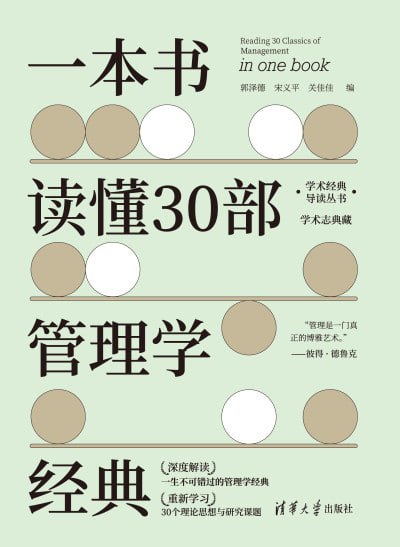 一本书
Reading 30 Classics of
Management
in one book
郭泽德 宋义平 关佳佳 编
读懂30部
·学术经典·
导读丛书
学术志典藏
管理学
“管理是一门真
正的博雅艺术。”
——彼得·德鲁克
经典
(深度解读)
一生不可错过的管理学经典
(重新学习)
30个理论思想与研究课题
清华大学出版社